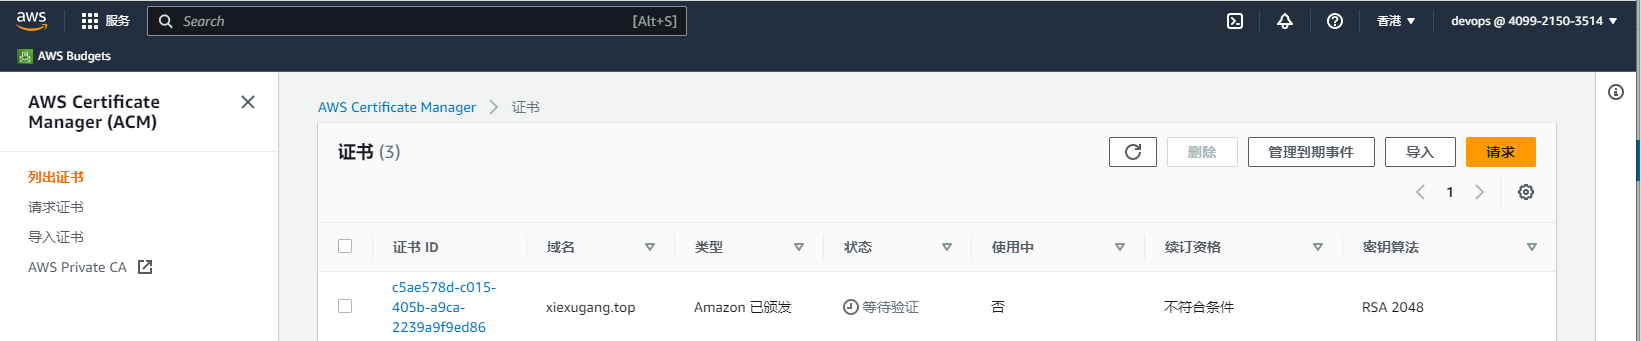 aws
服务
Search
[Alt+S]
香港
devops @ 4099-2150-3514
AWS Budgets
AWS Certificate
Manager (ACM)
列出证书
请求证书
导入证书
AWS Private CA
AWS Certificate Manager
证书
证书 (3)
删除
管理到期事件
导入
请求
1
证书 ID
域名
类型
状态
使用中
续订资格
密钥算法
c5ae578d-c015-
405b-a9ca-
2239a9f9ed86
xiexugang.top
Amazon 已颁发
等待验证
否
不符合条件
RSA 2048